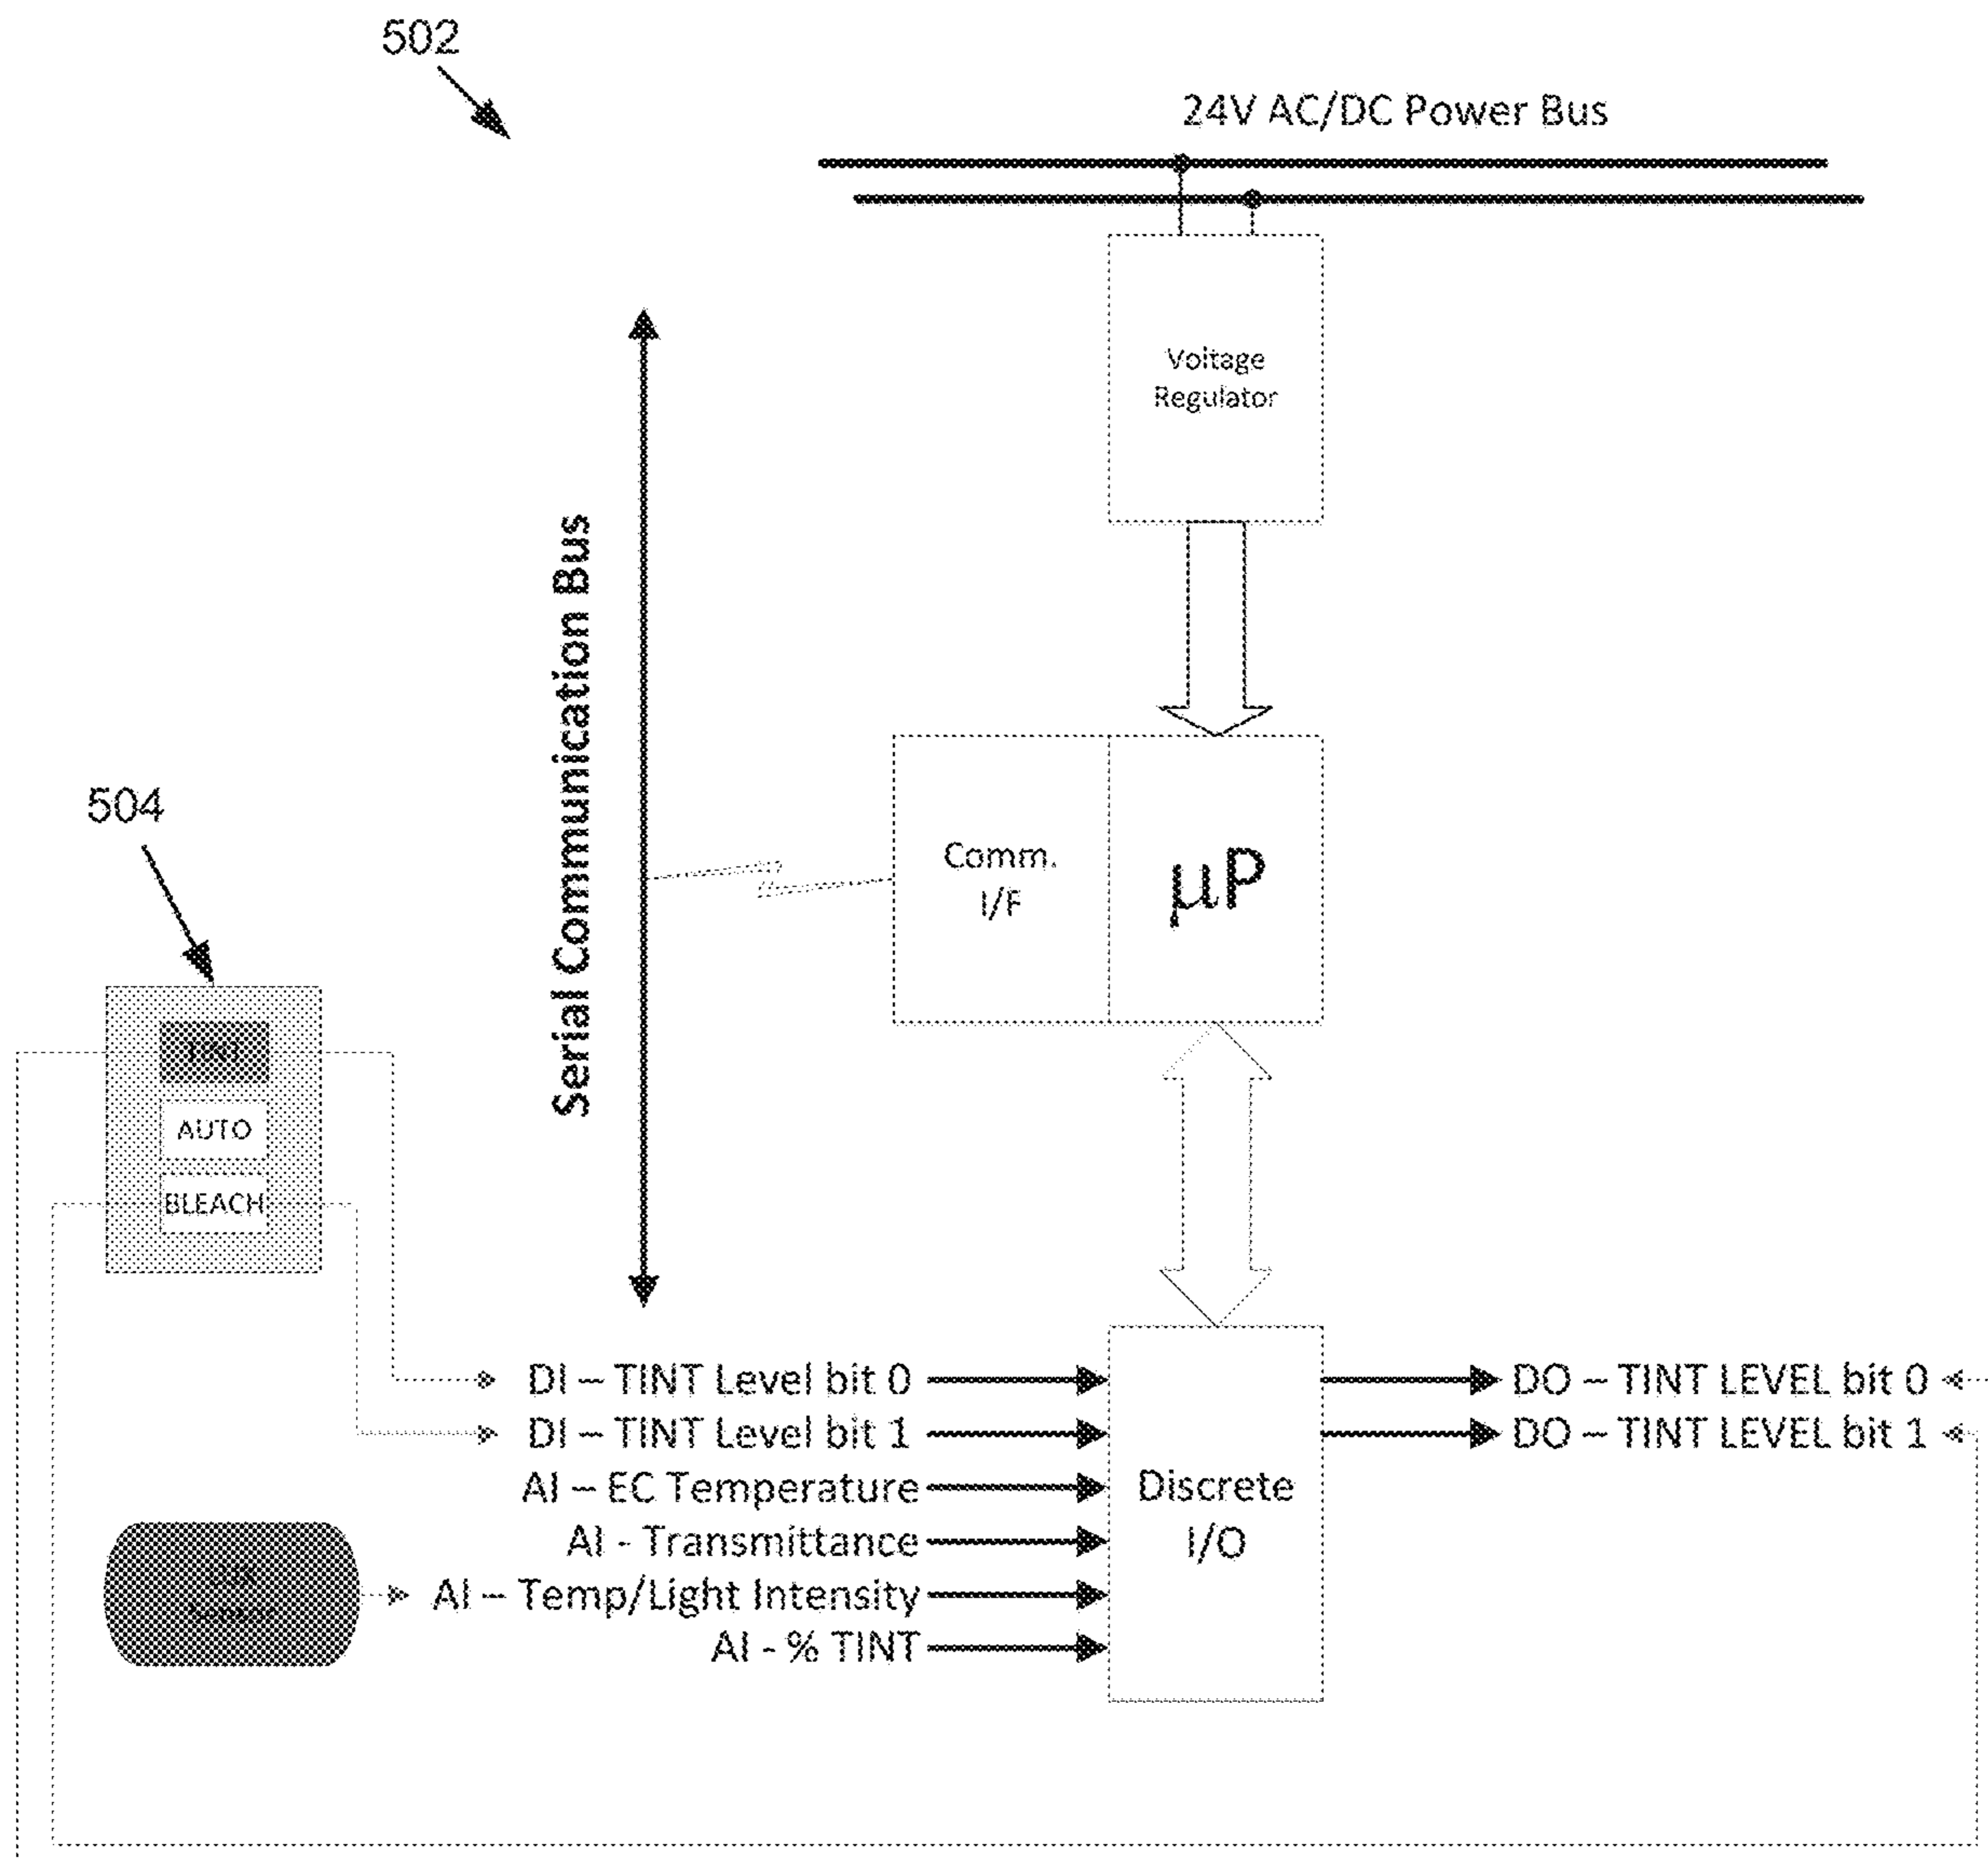 502
24V AC/DC Power Bus
Voltage
Regulator
Serial Communication Bus
504
Comm.
I/F
µP
TINT
AUTO
BLEACH
DI – TINT Level bit 0
DI – TINT Level bit 1
AI – EC Temperature
AI - Transmittance
AI – Temp/Light Intensity
AI - % TINT
Discrete
I/O
DO – TINT LEVEL bit 0
DO – TINT LEVEL bit 1
Sensor